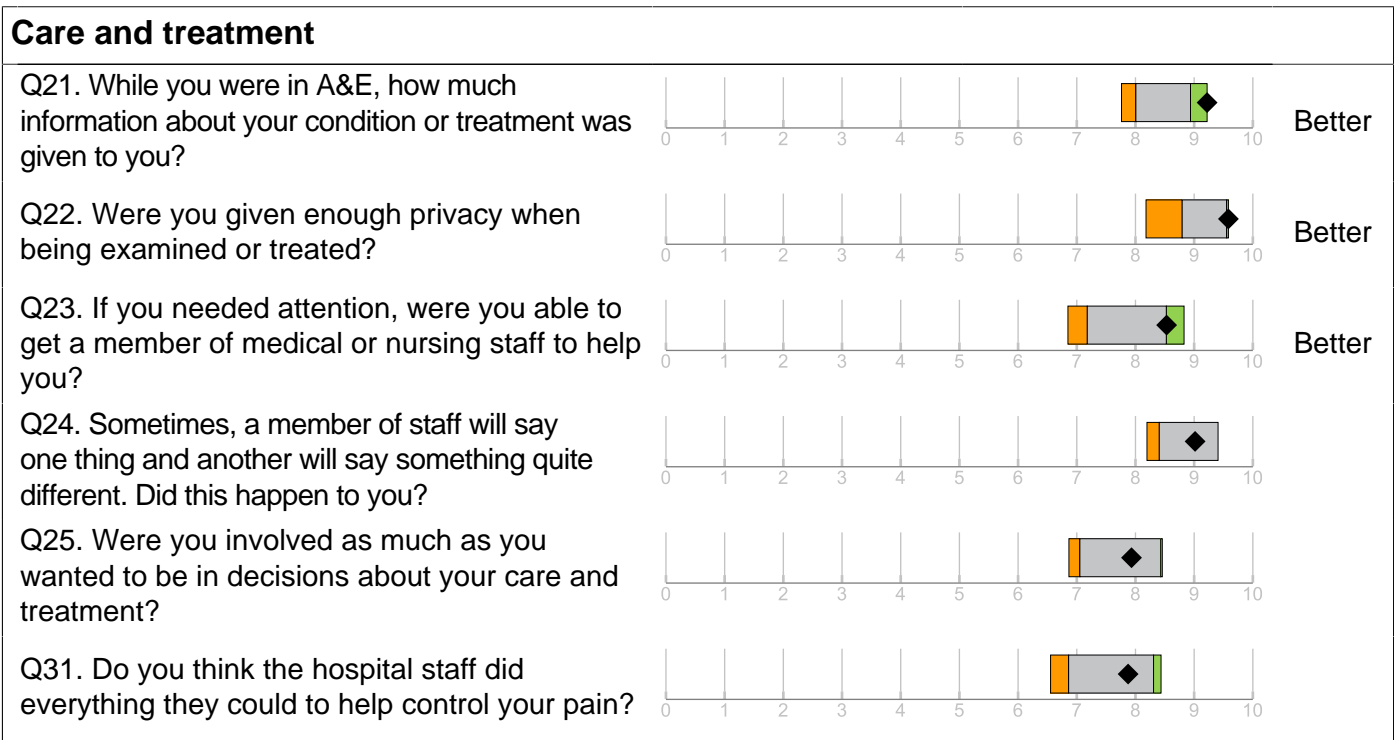 Care and treatment
Q21. While you were in A&E, how much
information about your condition or treatment was
given to you?
0 1 2 3 4 5 6 7 8 9 10
Better
Q22. Were you given enough privacy when
being examined or treated?
0 1 2 3 4 5 6 7 8 9 10
Better
Q23. If you needed attention, were you able to
get a member of medical or nursing staff to help
you?
0 1 2 3 4 5 6 7 8 9 10
Better
Q24. Sometimes, a member of staff will say
one thing and another will say something quite
different. Did this happen to you?
0 1 2 3 4 5 6 7 8 9 10
Q25. Were you involved as much as you
wanted to be in decisions about your care and
treatment?
0 1 2 3 4 5 6 7 8 9 10
Q31. Do you think the hospital staff did
everything they could to help control your pain?
0 1 2 3 4 5 6 7 8 9 10